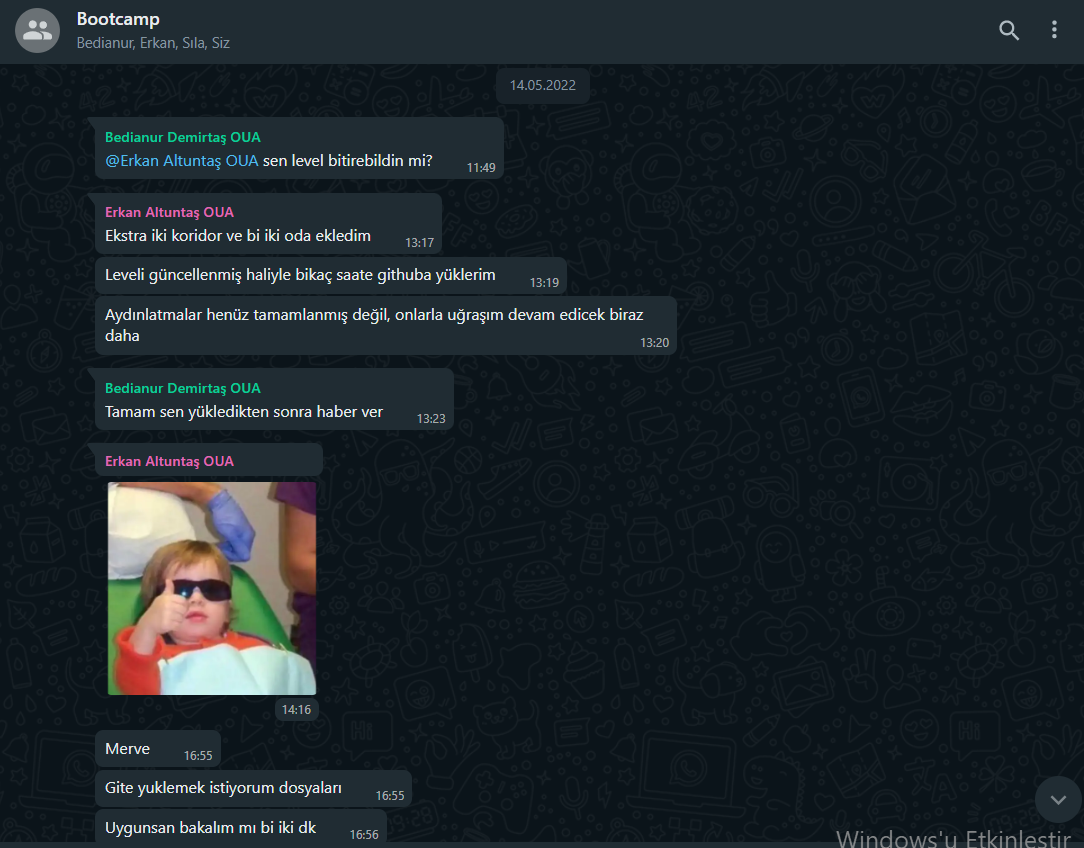 Bootcamp
Bedianur, Erkan, Sıla, Siz
14.05.2022
Bedianur Demirtaş OUA
@Erkan Altuntaş OUA sen level bitirebildin mi?
11:49
Erkan Altuntaş OUA
Ekstra iki koridor ve bi iki oda ekledim
13:17
Leveli güncellenmiş haliyle bikaç saate githuba yüklerim
13:19
Aydınlatmalar henüz tamamlanmış değil, onlarla uğraşım devam edicek biraz
daha
13:20
Bedianur Demirtaş OUA
Tamam sen yükledikten sonra haber ver
13:23
Erkan Altuntaş OUA
14:16
Merve
16:55
Gite yuklemek istiyorum dosyaları
16:55
Uygunsan bakalım mı bi iki dk
16:56
Windows'u Etkinleştir